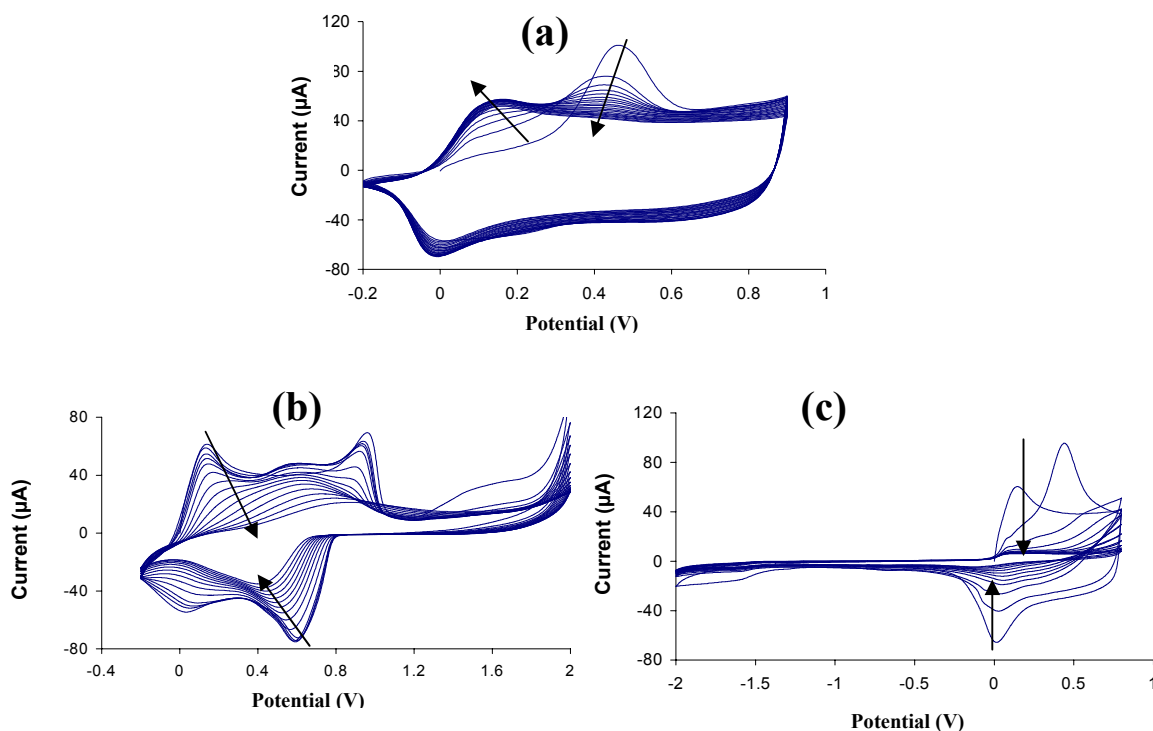 (a)
120
80
40
0
-40
-80
Current (µA)
-0.2 0 0.2 0.4 0.6 0.8 1
Potential (V)
(b)
80
40
0
-40
-80
Current (µA)
-0.4 0 0.4 0.8 1.2 1.6 2
Potential (V)
(c)
120
80
40
0
-40
-80
Current (µA)
-2 -1.5 -1 -0.5 0 0.5 1
Potential (V)